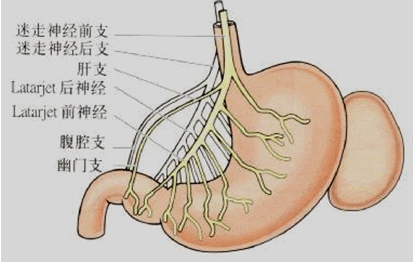 迷走神经前支
迷走神经后支
肝支
Latarjet 后神经
Latarjet 前神经
腹腔支
幽门支